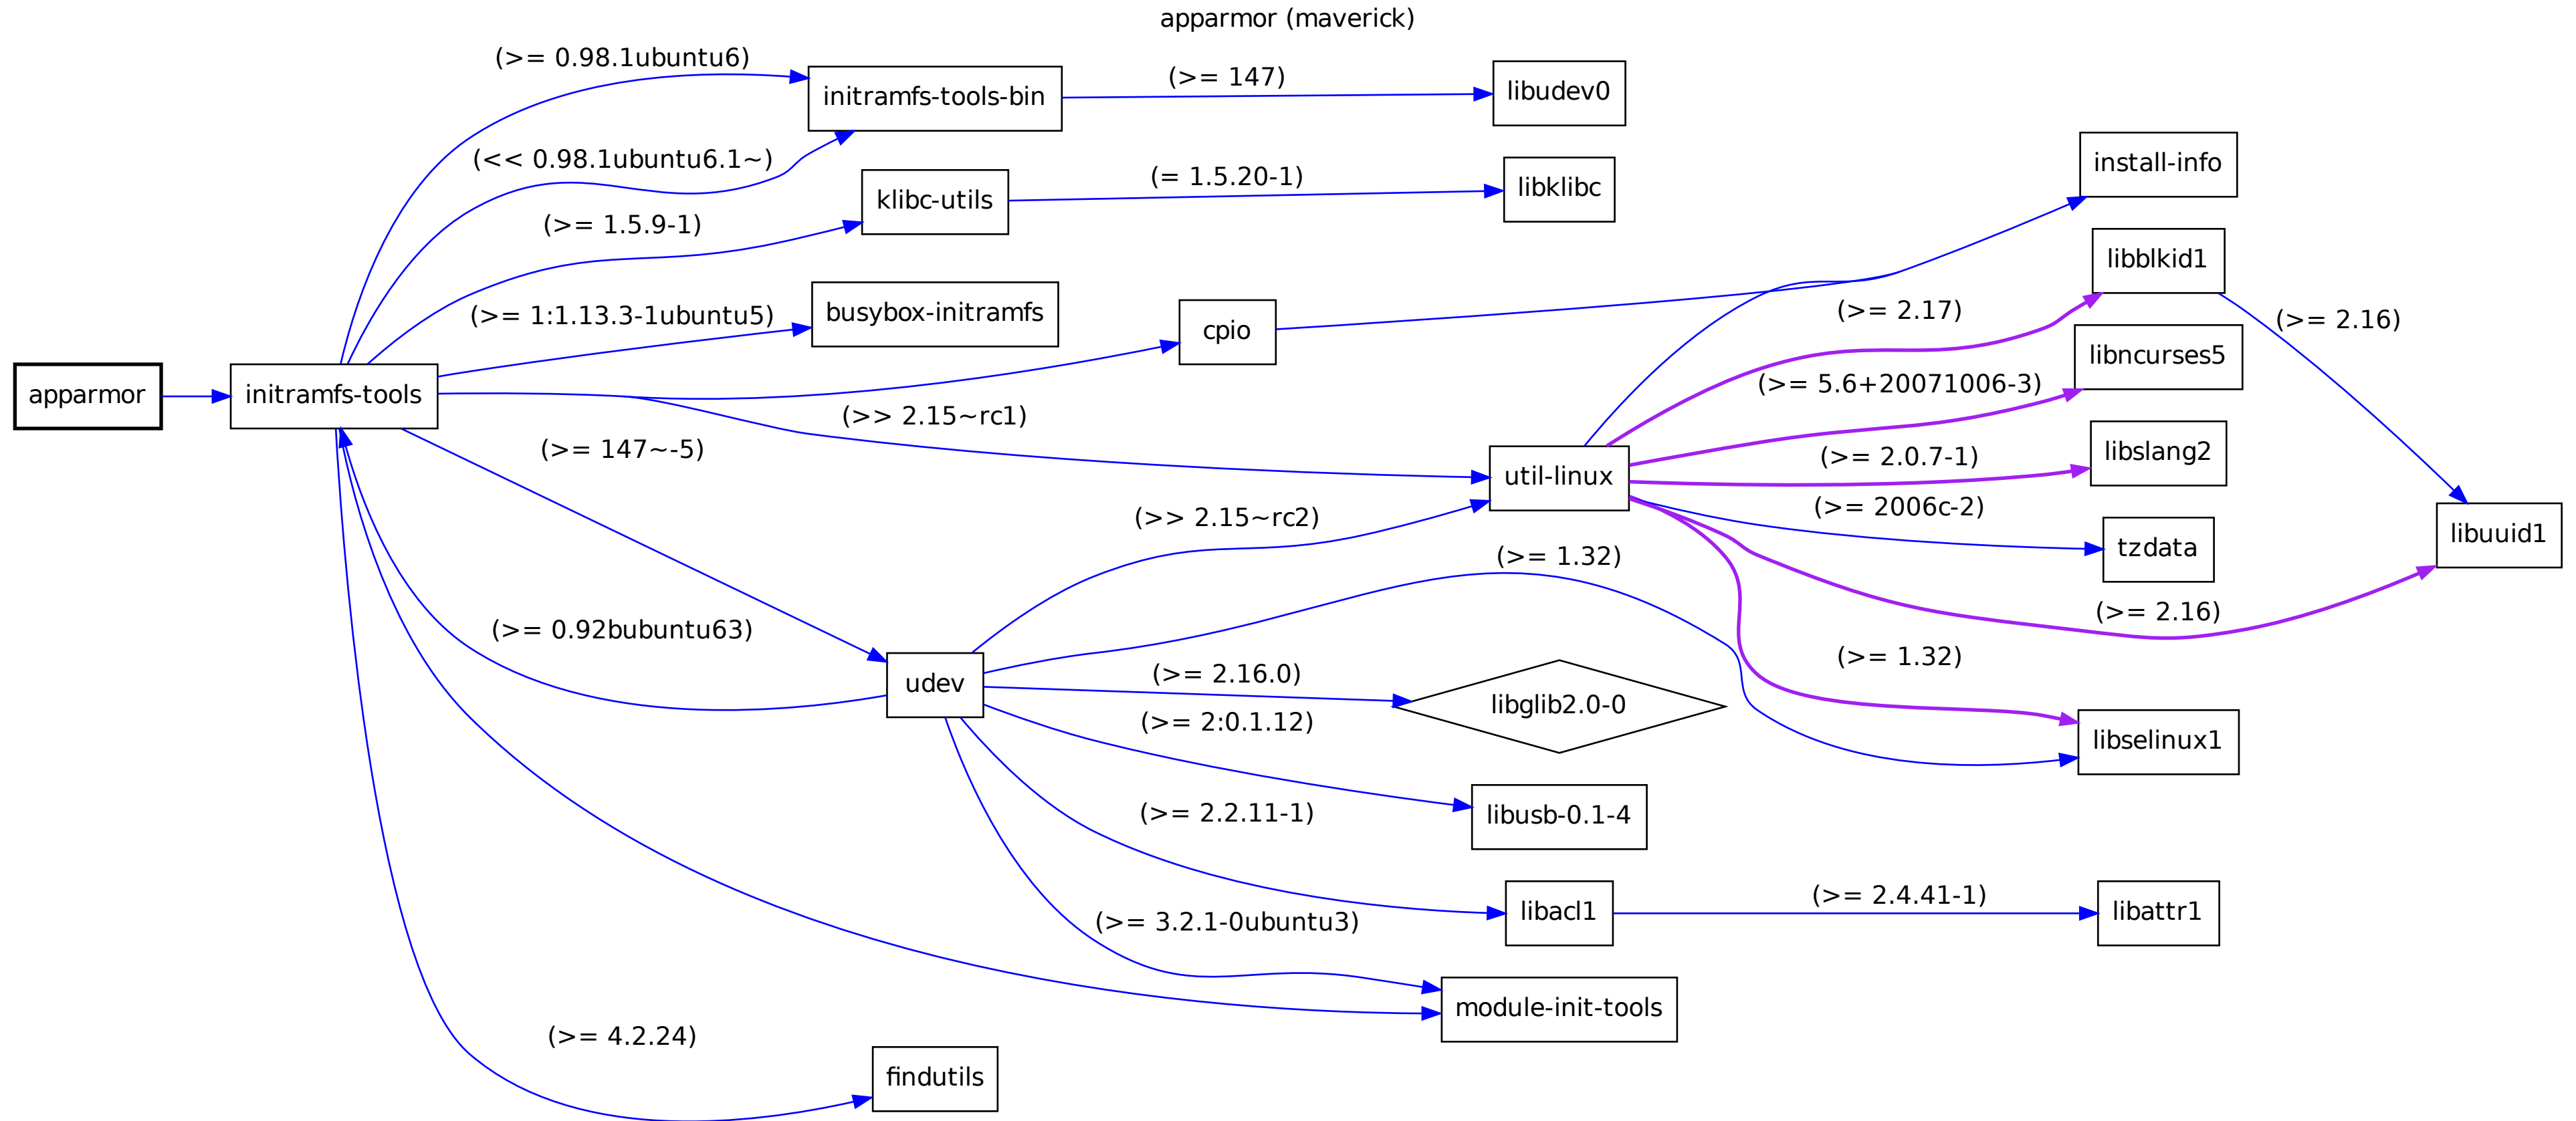 apparmor (maverick)
(>= 0.98.1ubuntu6)
initramfs-tools-bin
(>= 147)
libudev0
(<< 0.98.1ubuntu6.1~)
install-info
klibc-utils
(= 1.5.20-1)
libklibc
(>= 1.5.9-1)
libblkid1
(>= 1:1.13.3-1ubuntu5)
busybox-initramfs
cpio
(>= 2.17)
(>= 2.16)
libncurses5
apparmor
initramfs-tools
(>> 2.15~rc1)
(>= 5.6+20071006-3)
(>= 147~-5)
util-linux
(>= 2.0.7-1)
libslang2
(>> 2.15~rc2)
(>= 2006c-2)
tzdata
libuuid1
(>= 1.32)
(>= 2.16)
(>= 0.92bubuntu63)
(>= 1.32)
udev
(>= 2.16.0)
libglib2.0-0
(>= 2:0.1.12)
libselinux1
(>= 2.2.11-1)
libusb-0.1-4
(>= 3.2.1-0ubuntu3)
libacl1
(>= 2.4.41-1)
libattr1
module-init-tools
(>= 4.2.24)
findutils